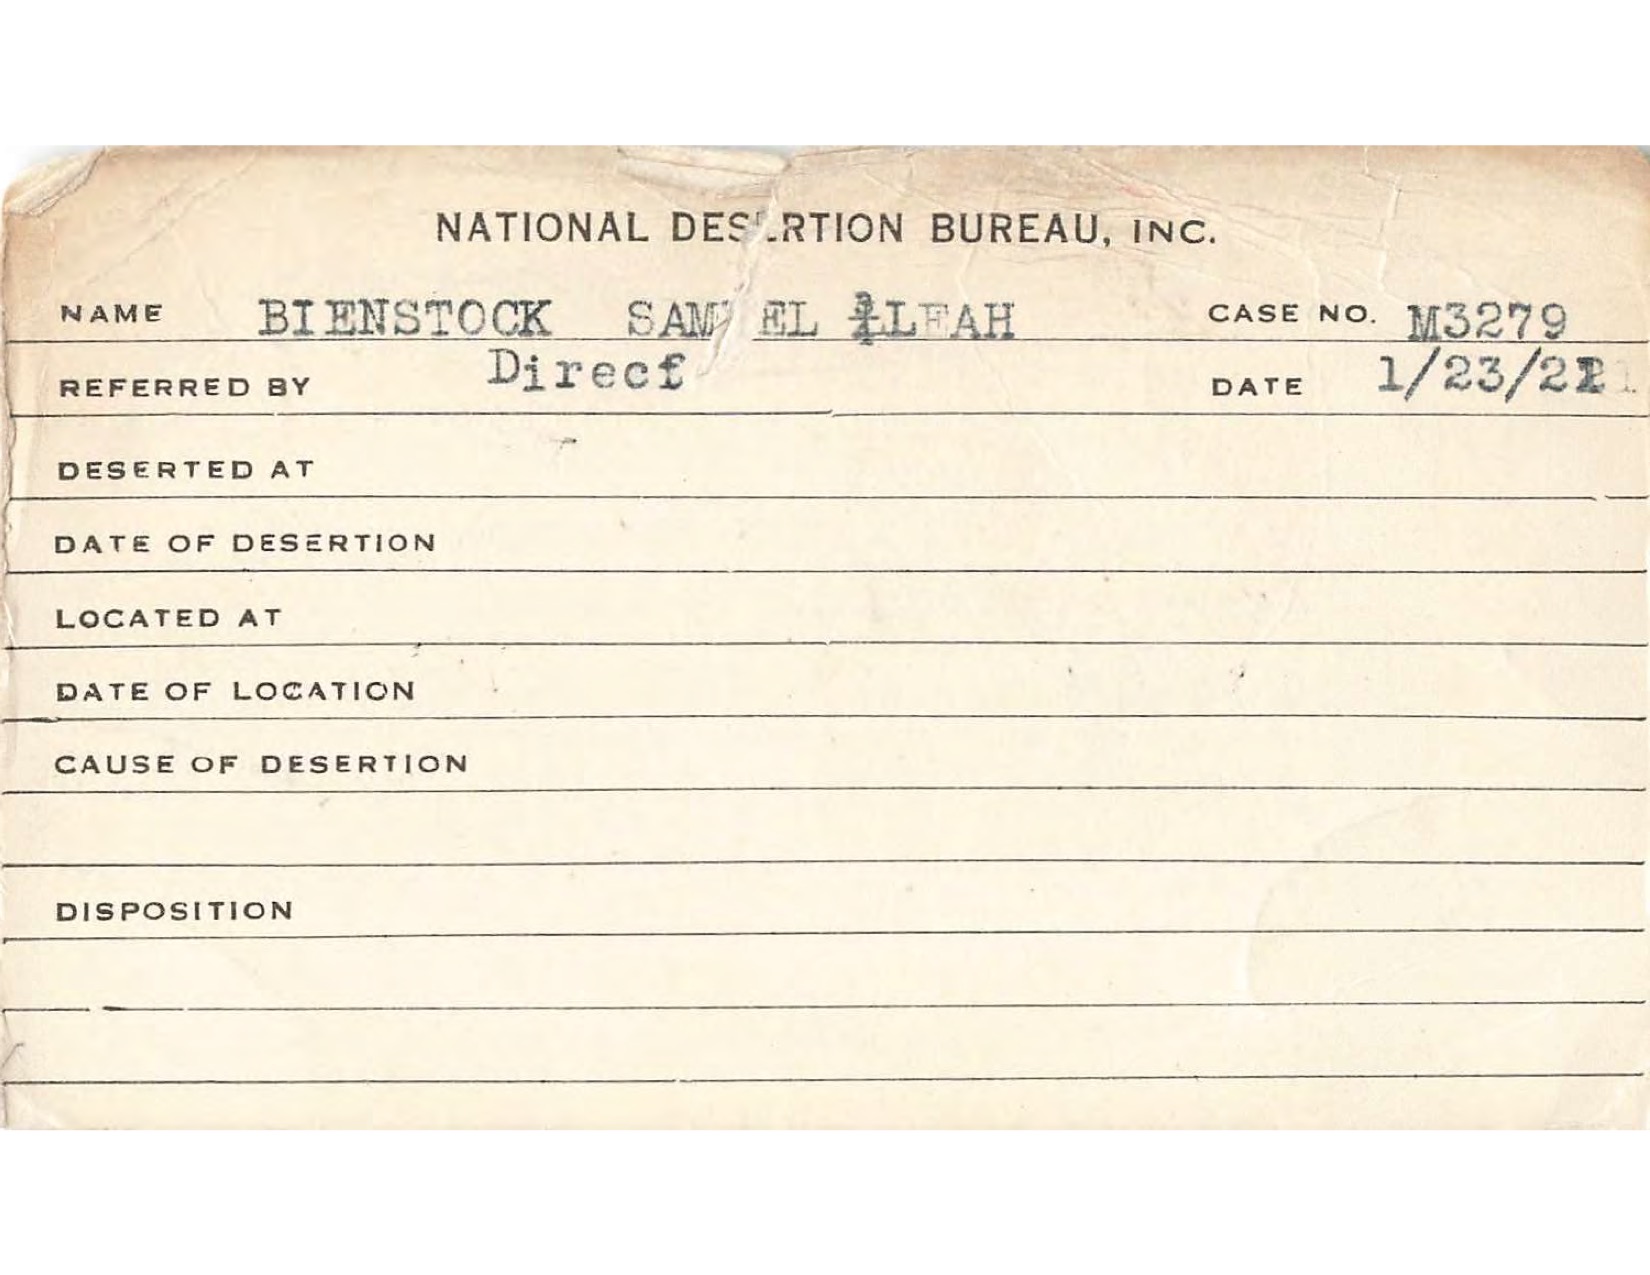 NATIONAL DESERTION BUREAU, INC.
NAME BIENSTOCK SAMUEL & LEAH CASE NO. M3279
REFERRED BY Direct DATE 1/23/21
DESERTED AT
DATE OF DESERTION
LOCATED AT
DATE OF LOCATION
CAUSE OF DESERTION
DISPOSITION